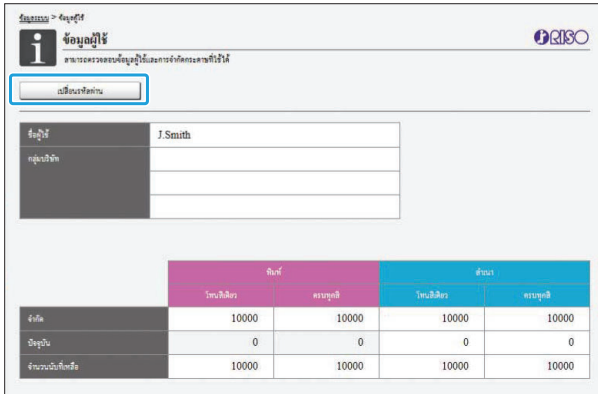 ข้อมูลระบบ > ข้อมูลผู้ใช้
i ข้อมูลผู้ใช้ RISO
สามารถตรวจสอบข้อมูลผู้ใช้และการจำกัดกระดาษที่ใช้ได้
เปลี่ยนรหัสผ่าน
ชื่อผู้ใช้ J.Smith
กลุ่มบริษัท
พิมพ์ สำเนา
โทนสีเดียว ครบทุกสี โทนสีเดียว ครบทุกสี
จำกัด 10000 10000 10000 10000
ปัจจุบัน 0 0 0 0
จำนวนนับที่เหลือ 10000 10000 10000 10000